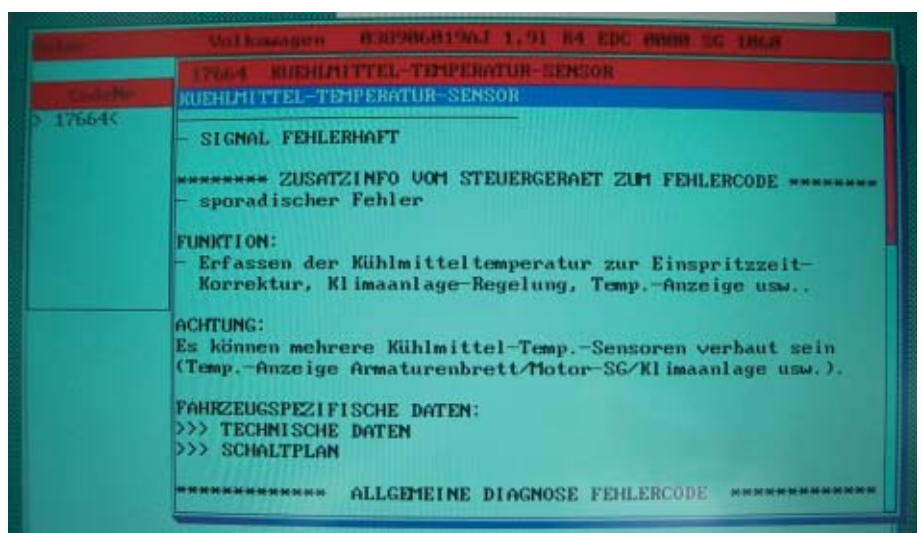 Volkswagen 038906019AJ 1,9l R4 EDC 0000 SG 1060
17664 KUEHLMITTEL-TEMPERATUR-SENSOR
CodeNr
KUEHLMITTEL-TEMPERATUR-SENSOR
> 17664<
- SIGNAL FEHLERHAFT
******** ZUSATZINFO VOM STEUERGERAET ZUM FEHLERCODE ********
- sporadischer Fehler
FUNKTION:
- Erfassen der Kühlmitteltemperatur zur Einspritzzeit-
Korrektur, Klimaanlage-Regelung, Temp.-Anzeige usw..
ACHTUNG:
Es können mehrere Kühlmittel-Temp.-Sensoren verbaut sein
(Temp.-Anzeige Armaturenbrett/Motor-SG/Klimaanlage usw.).
FAHRZEUGSPEZIFISCHE DATEN:
>>> TECHNISCHE DATEN
>>> SCHALTPLAN
************* ALLGEMEINE DIAGNOSE FEHLERCODE *************